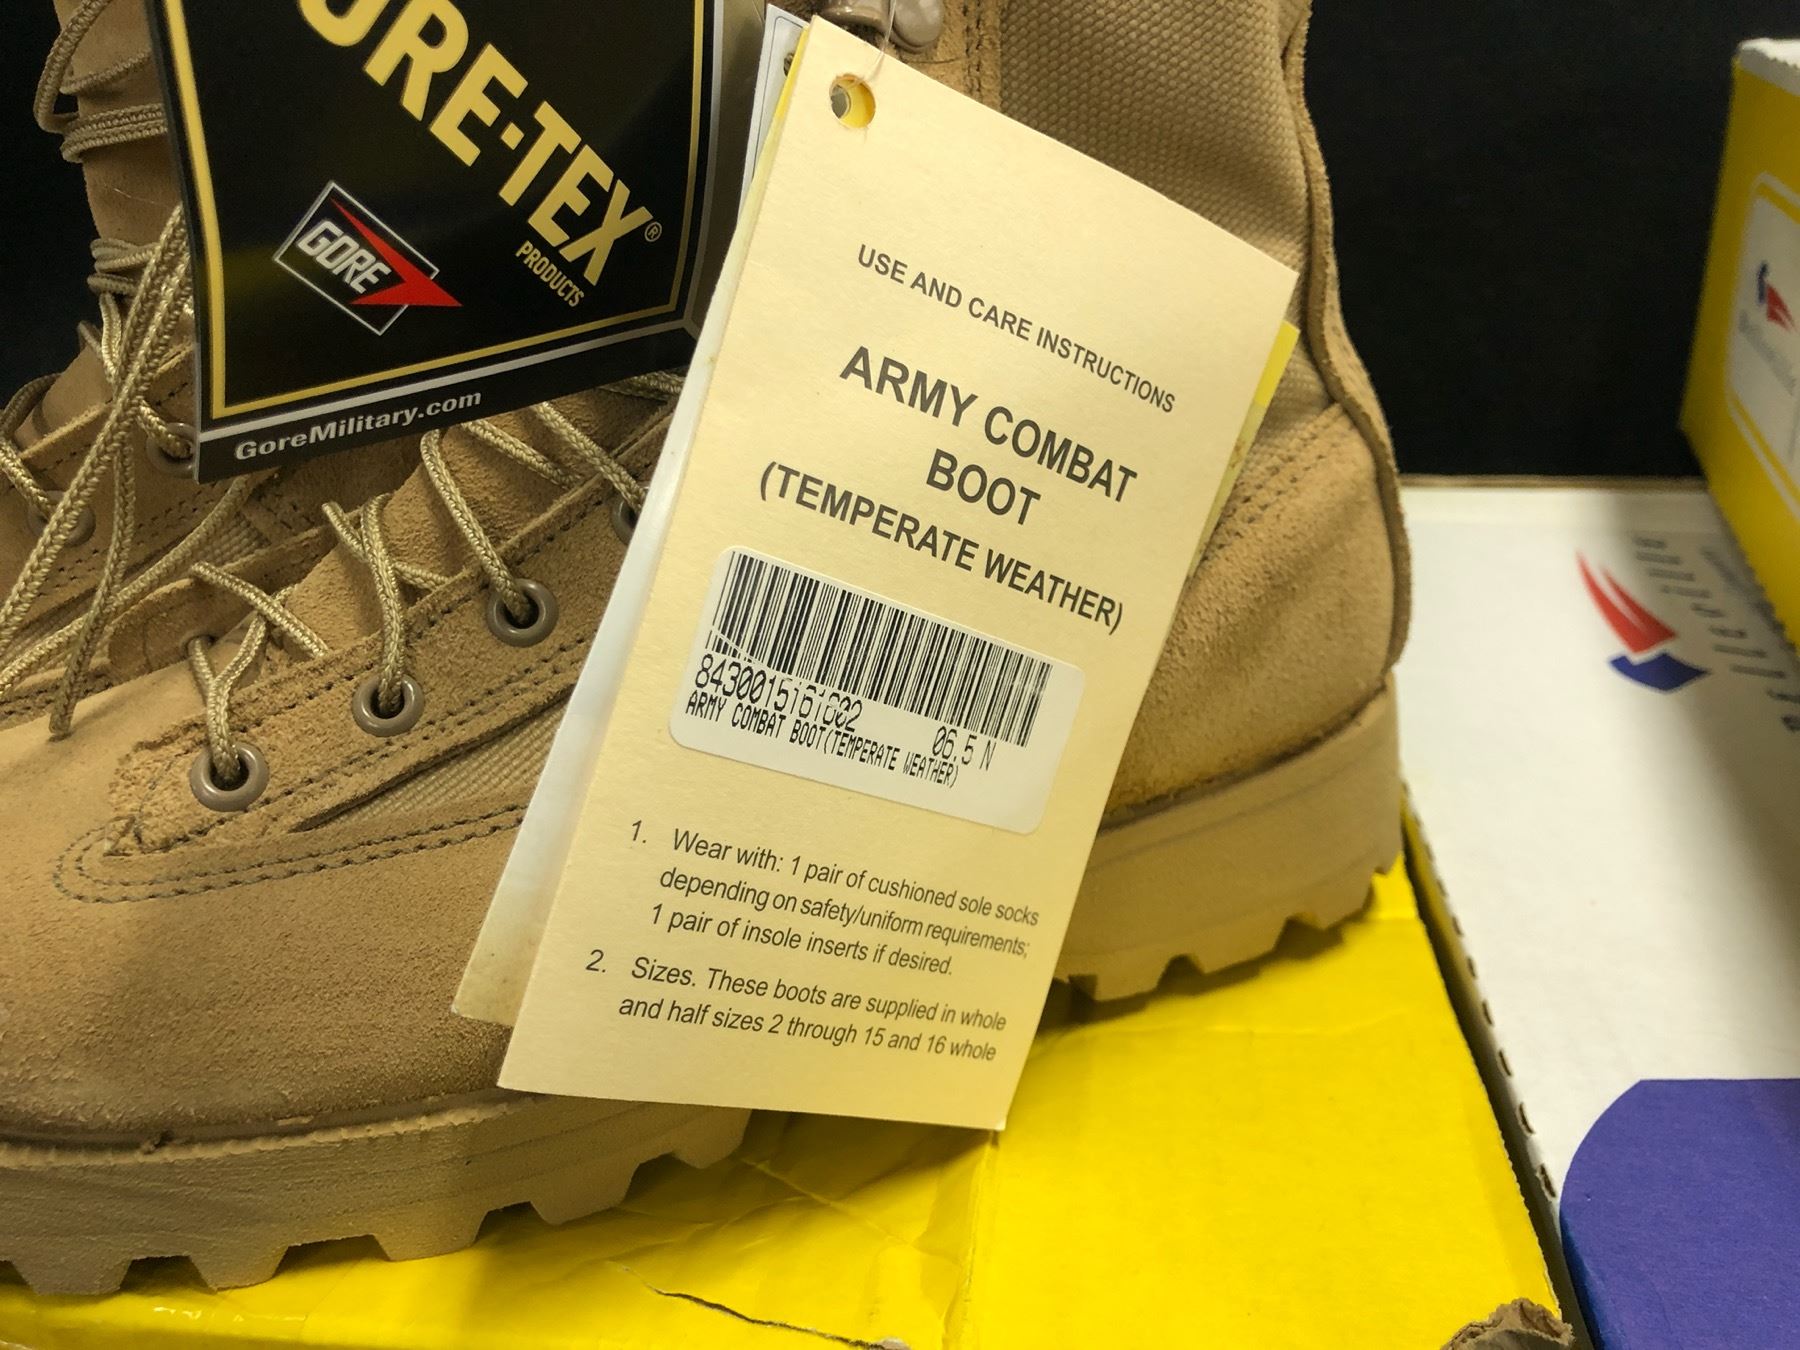 ORE-TEX®
PRODUCTS
GORE
GoreMilitary.com
USE AND CARE INSTRUCTIONS
ARMY COMBAT
BOOT
(TEMPERATE WEATHER)
06.5 N
ARMY COMBAT BOOT(TEMPERATE WEATHER)
1. Wear with: 1 pair of cushioned sole socks
depending on safety/uniform requirements;
1 pair of insole inserts if desired.
2. Sizes. These boots are supplied in whole
and half sizes 2 through 15 and 16 whole